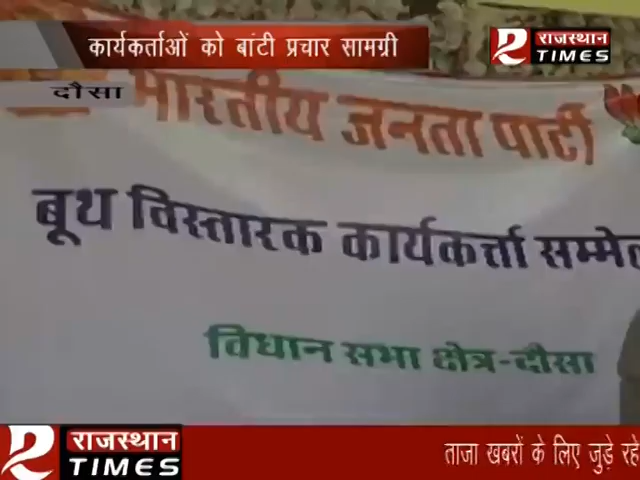 कार्यकर्ताओं को बांटी प्रचार सामग्री
राजस्थान
TIMES
दौसा
भारतीय जनता पार्टी
बूथ विस्तारक कार्यकर्त्ता सम्मेल
विधान सभा क्षेत्र-दौसा
राजस्थान
TIMES
ताजा खबरों के लिए जुड़े रहे